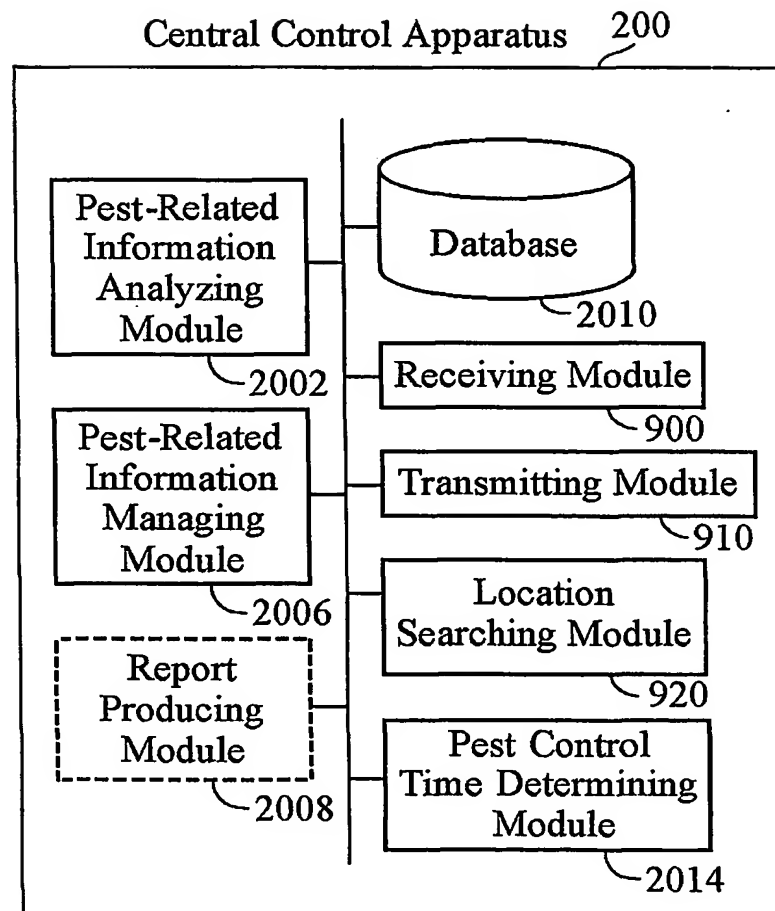 Central Control Apparatus
200
Pest-Related
Information
Analyzing
Module
2002
Database
2010
Receiving Module
900
Pest-Related
Information
Managing
Module
2006
Transmitting Module
910
Location
Searching Module
920
Report
Producing
Module
2008
Pest Control
Time Determining
Module
2014